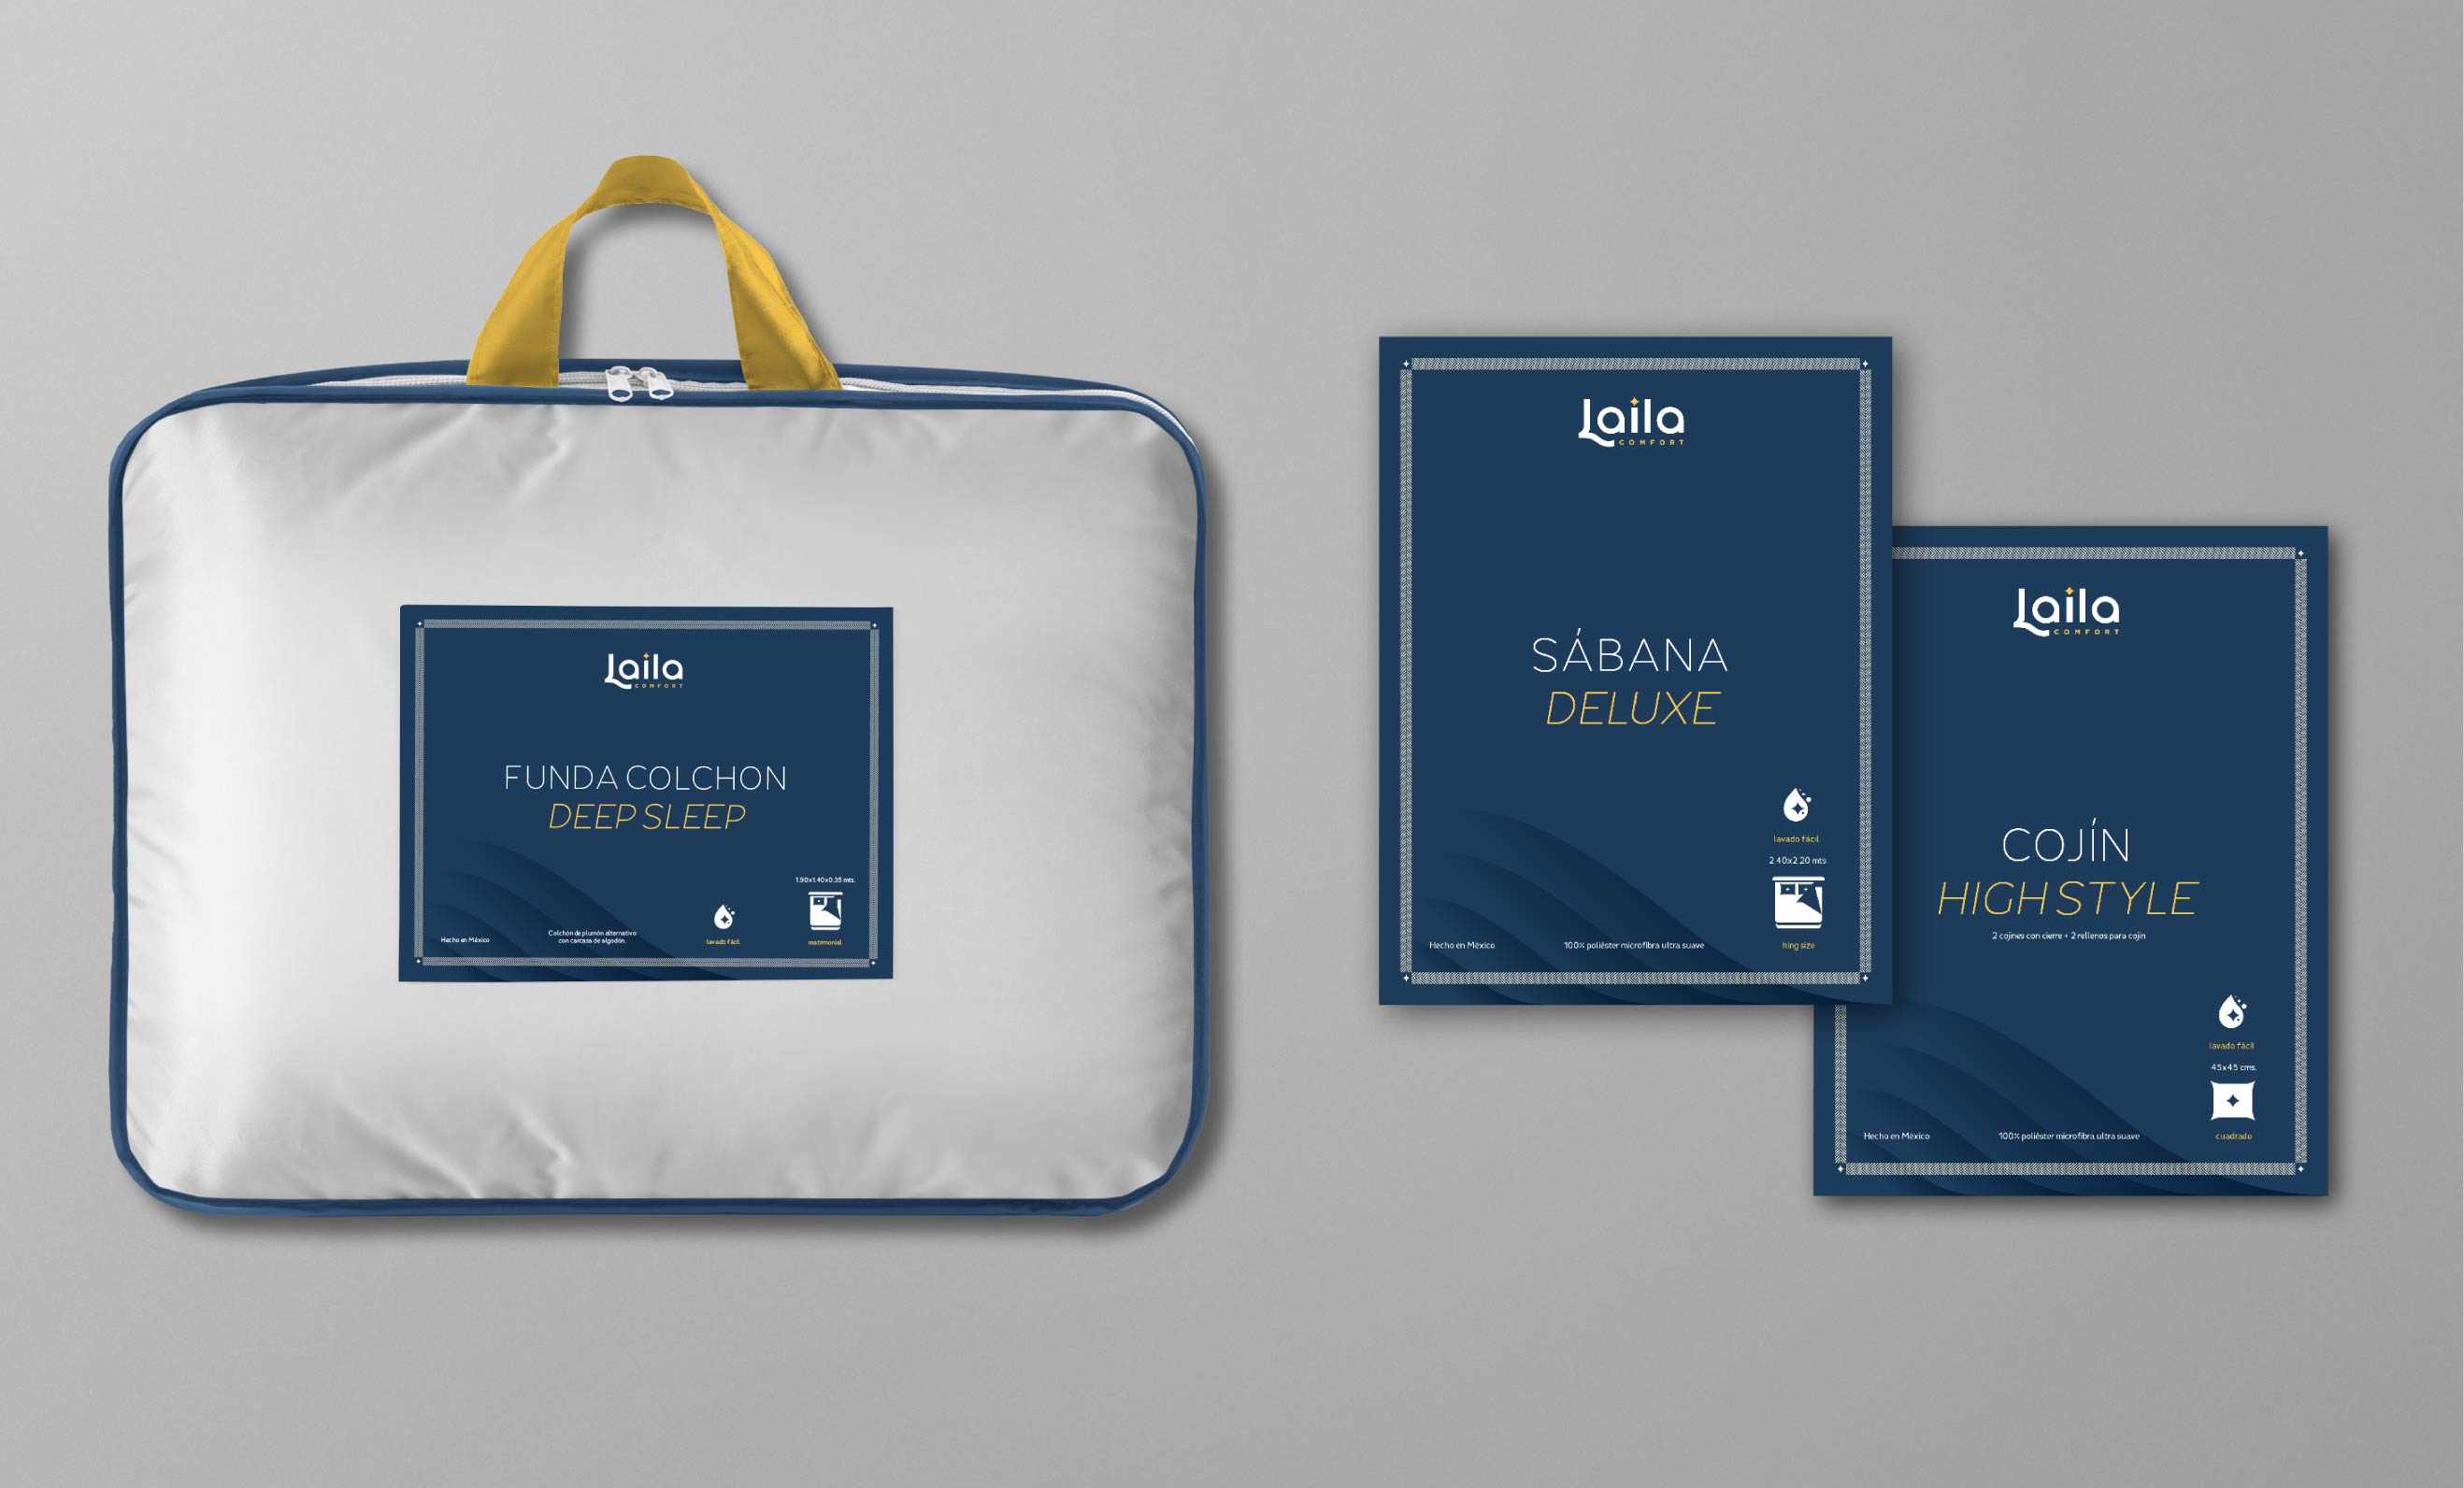 Laila
COMFORT
FUNDA COLCHON
DEEP SLEEP
1.90x1.40x0.35 mts.
Hecho en México
Colchón de plumón alternativo
con carcasa de algodón.
lavado fácil
matrimonial
Laila
COMFORT
SÁBANA
DELUXE
lavado fácil
2.40x2.20 mts.
Hecho en México
100% poliéster microfibra ultra suave
king size
Laila
COMFORT
COJÍN
HIGH STYLE
2 cojines con cierre + 2 rellenos para cojin
lavado fácil
45x45 cms.
Hecho en México
100% poliéster microfibra ultra suave
cuadrado